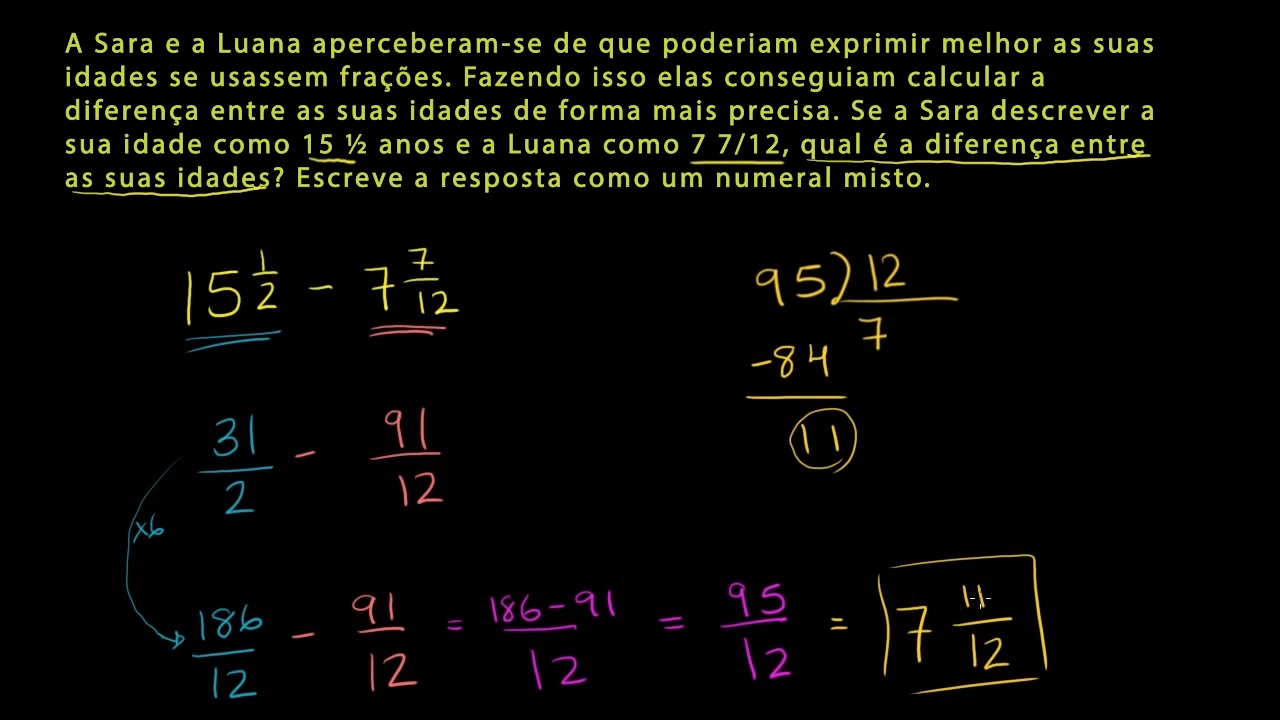 A Sara e a Luana aperceberam-se de que poderiam exprimir melhor as suas
idades se usassem frações. Fazendo isso elas conseguiam calcular a
diferença entre as suas idades de forma mais precisa. Se a Sara descrever a
sua idade como 15 ½ anos e a Luana como 7 7/12, qual é a diferença entre
as suas idades? Escreve a resposta como um numeral misto.
15 1/2 - 7 7/12
95) 12
7
-84
11
31/2 - 91/12
x6
186/12 - 91/12 = 186-91/12 = 95/12 = 7 11/12